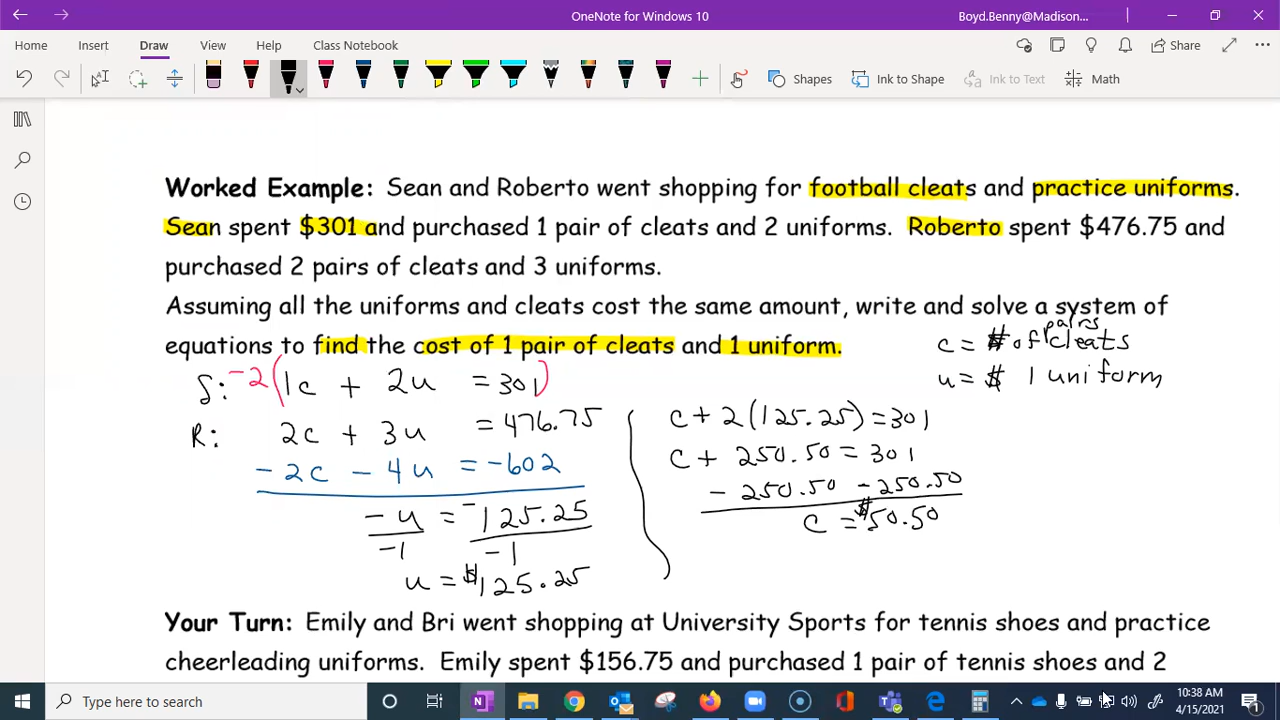 OneNote for Windows 10
Boyd.Benny@Madison...
Home Insert Draw View Help Class Notebook Share
Shapes Ink to Shape Ink to Text Math
Worked Example: Sean and Roberto went shopping for football cleats and practice uniforms.
Sean spent $301 and purchased 1 pair of cleats and 2 uniforms. Roberto spent $476.75 and
purchased 2 pairs of cleats and 3 uniforms.
Assuming all the uniforms and cleats cost the same amount, write and solve a system of
equations to find the cost of 1 pair of cleats and 1 uniform.
c = # of pairs cleats
u = $ 1 uniform
S: -2(1c + 2u = 301)
R: 2c + 3u = 476.75
-2c - 4u = -602
-u = -125.25
-1 -1
u = $125.25
c + 2(125.25) = 301
c + 250.50 = 301
- 250.50 - 250.50
c = $50.50
Your Turn: Emily and Bri went shopping at University Sports for tennis shoes and practice
cheerleading uniforms. Emily spent $156.75 and purchased 1 pair of tennis shoes and 2
Type here to search
10:38 AM
4/15/2021
1